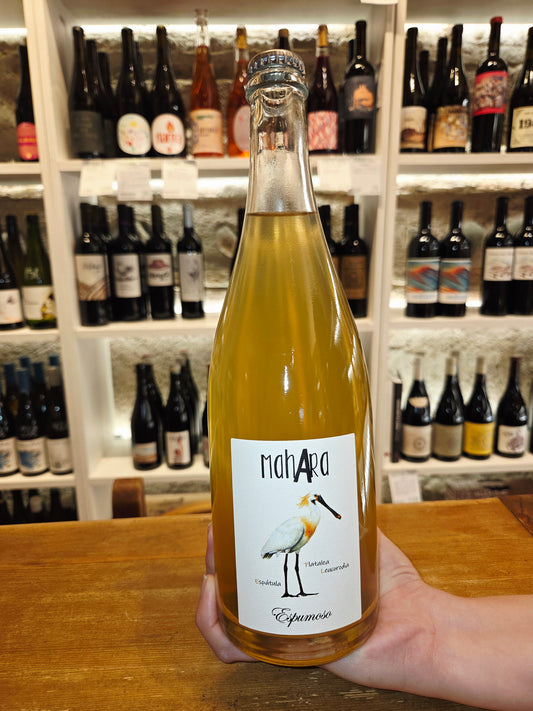 mahAra
Espátula
Platalea
Leucorodia
Espumoso